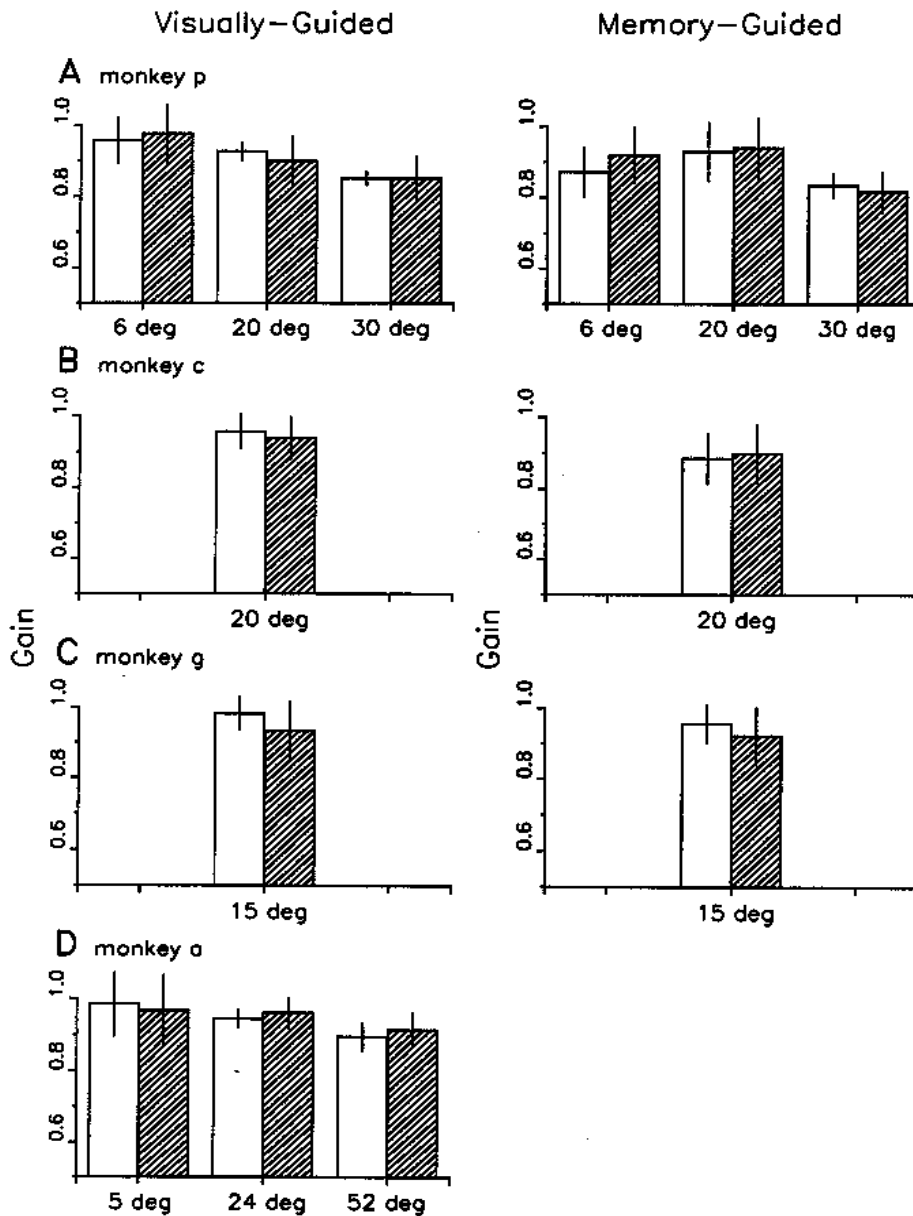 Visually-Guided
Memory-Guided
A monkey p
1.0
0.8
0.6
6 deg 20 deg 30 deg
1.0
0.8
0.6
6 deg 20 deg 30 deg
B monkey c
1.0
0.8
0.6
20 deg
1.0
0.8
0.6
20 deg
Gain
Gain
C monkey g
1.0
0.8
0.6
15 deg
1.0
0.8
0.6
15 deg
D monkey a
1.0
0.8
0.6
5 deg 24 deg 52 deg